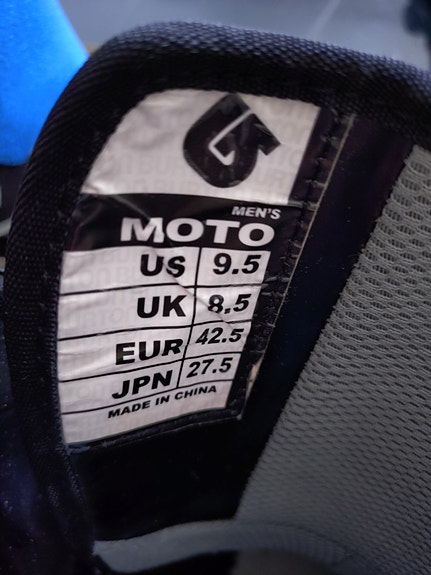 MEN'S
MOTO
US 9.5
UK 8.5
EUR 42.5
JPN 27.5
MADE IN CHINA